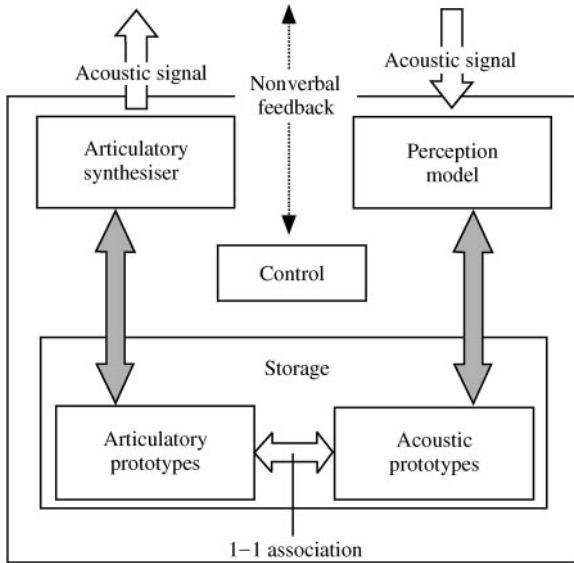 Acoustic signal
Nonverbal
feedback
Acoustic signal
Articulatory
synthesiser
Perception
model
Control
Storage
Articulatory
prototypes
Acoustic
prototypes
1−1 association